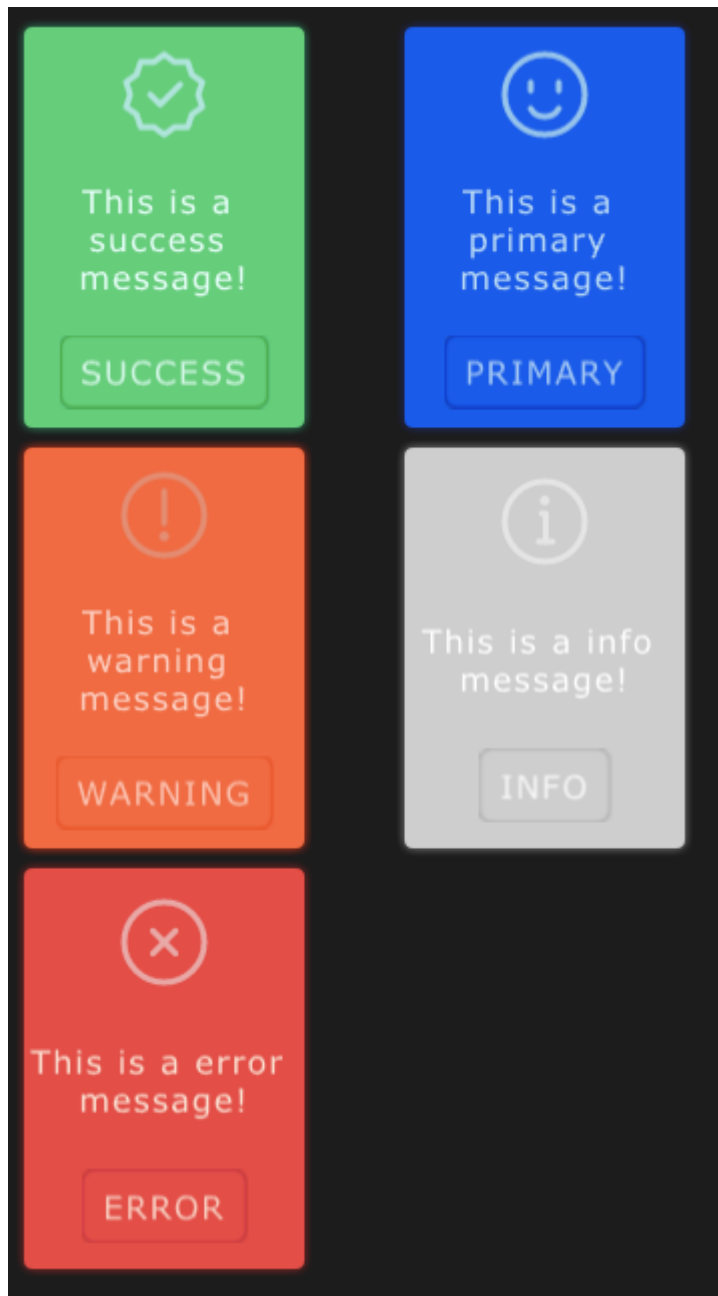 This is a
success
message!
SUCCESS
This is a
primary
message!
PRIMARY
This is a
warning
message!
WARNING
This is a info
message!
INFO
This is a error
message!
ERROR